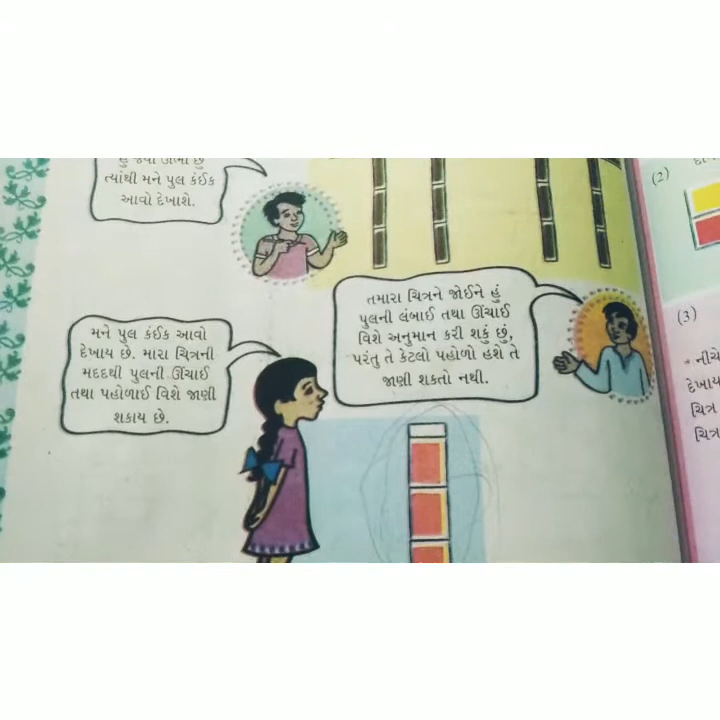 ત્યાંથી મને પુલ કંઈક
આવો દેખાશે.
તમારા ચિત્રને જોઈને હું
પુલની લંબાઈ તથા ઊંચાઈ
વિશે અનુમાન કરી શકું છું,
પરંતુ તે કેટલો પહોળો હશે તે
જાણી શકતો નથી.
મને પુલ કંઈક આવો
દેખાય છે. મારા ચિત્રની
મદદથી પુલની ઊંચાઈ
તથા પહોળાઈ વિશે જાણી
શકાય છે.
(2)
(3)
નીચે
દેખાય
ચિત્ર
ચિત્ર